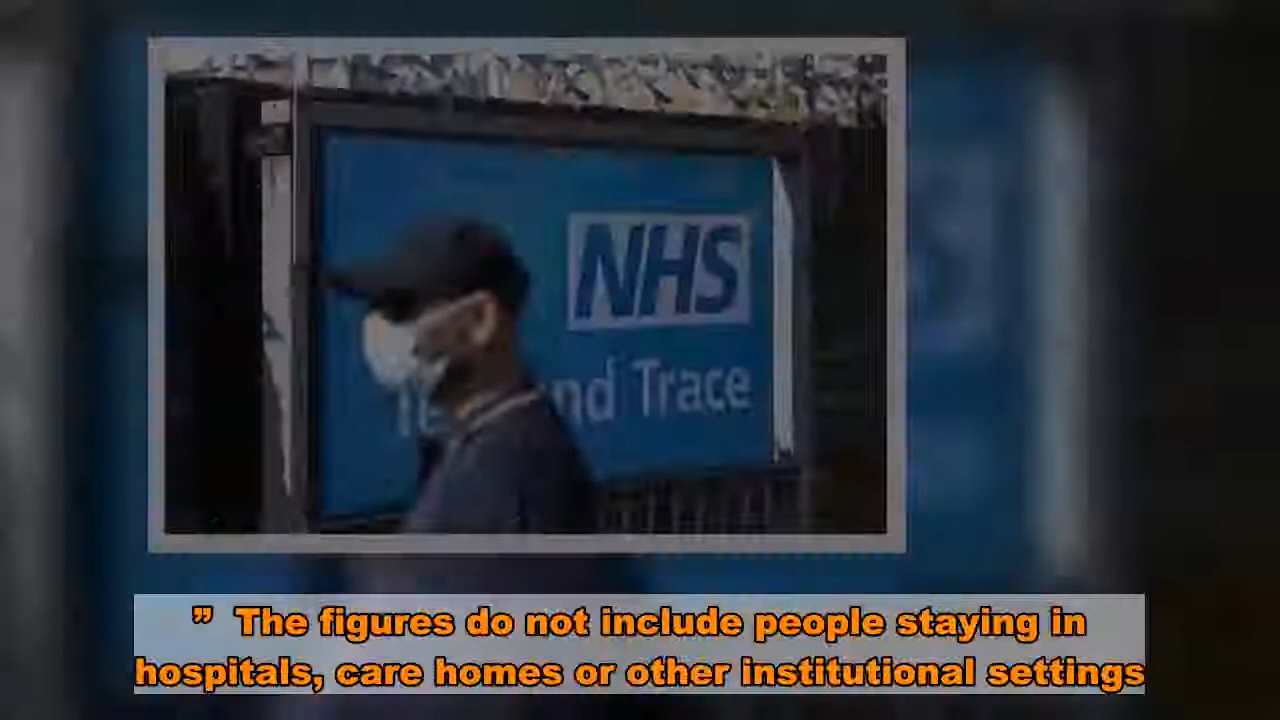 NHS
nd Trace
” The figures do not include people staying in
hospitals, care homes or other institutional settings